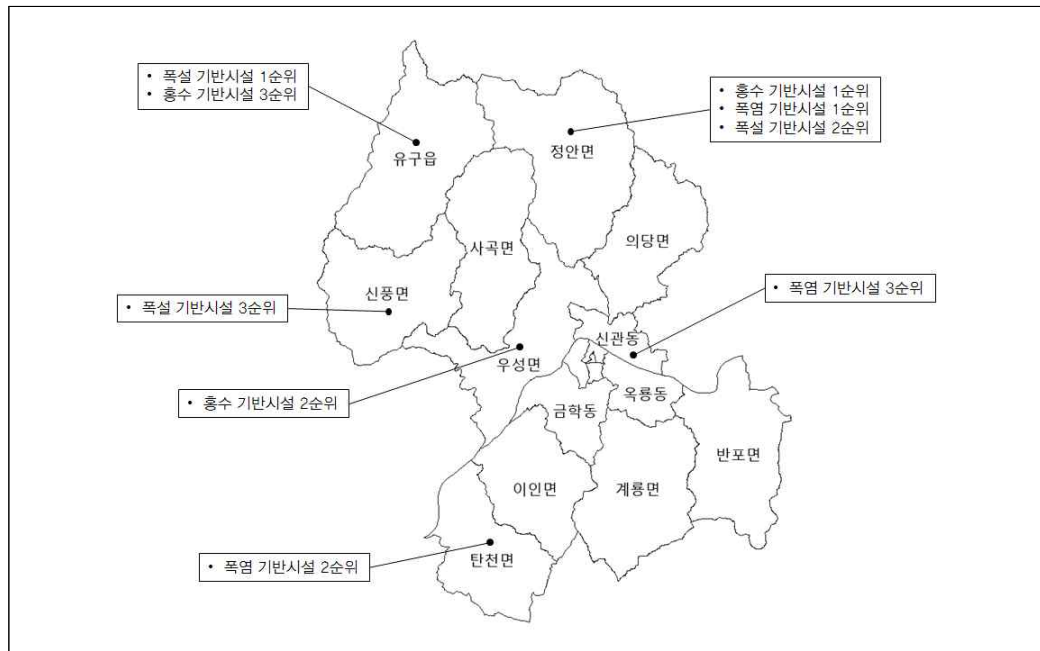 • 폭설 기반시설 1순위
• 홍수 기반시설 3순위
• 홍수 기반시설 1순위
• 폭염 기반시설 1순위
• 폭설 기반시설 2순위
유구읍
정안면
사곡면
의당면
신풍면
• 폭염 기반시설 3순위
• 폭설 기반시설 3순위
신관동
우성면
• 홍수 기반시설 2순위
옥룡동
금학동
반포면
이인면
계룡면
• 폭염 기반시설 2순위
탄천면